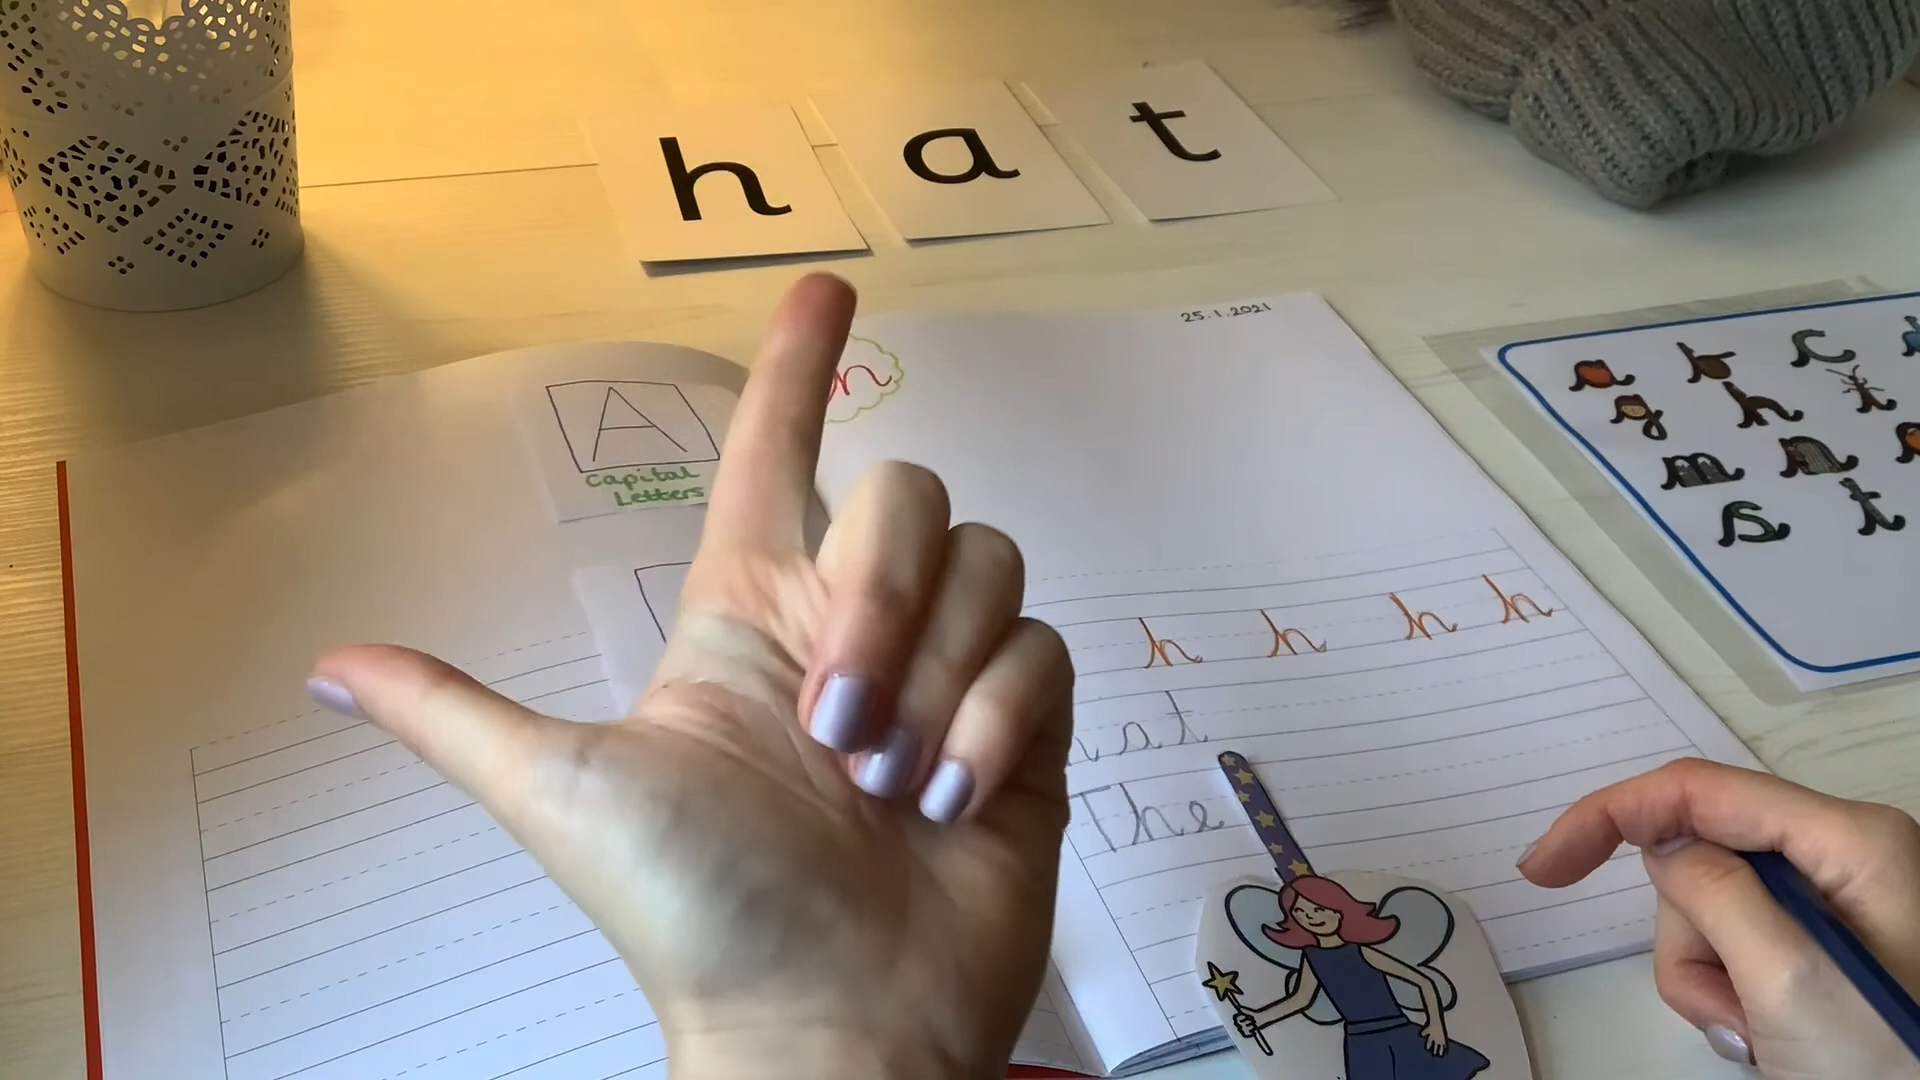 h a t
25.1.2021
h
A
Capital
Letters
a b c
g h i
m n
s t
h h h h
hat
The